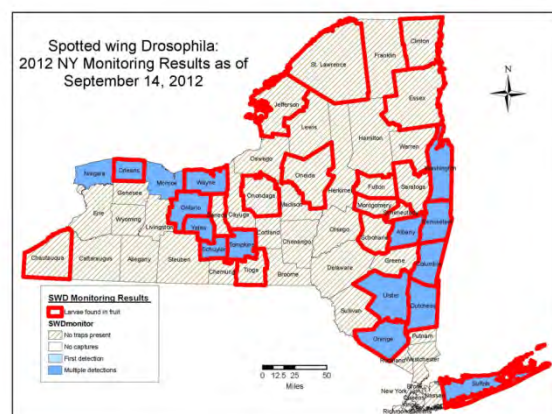 Spotted wing Drosophila:
2012 NY Monitoring Results as of
September 14, 2012
N
Clinton
Franklin
St. Lawrence
Essex
Jefferson
Lewis
Hamilton
Warren
Washington
Oswego
Oneida
Herkimer
Fulton
Saratoga
Niagara
Orleans
Monroe
Wayne
Genesee
Onondaga
Madison
Montgomery
Ontario
Cayuga
Erie
Wyoming
Livingston
Yates
Cortland
Chenango
Otsego
Schoharie
Albany
Rensselaer
Schuyler
Tompkins
Greene
Columbia
Chautauqua
Cattaraugus
Allegany
Steuben
Chemung
Tioga
Broome
Delaware
Ulster
Dutchess
Sullivan
Orange
Putnam
Westchester
Suffolk
New York
SWD Monitoring Results
Larvae found in fruit
SWDmonitor
No traps present
No captures
First detection
Multiple detections
0 12.5 25 50
Miles